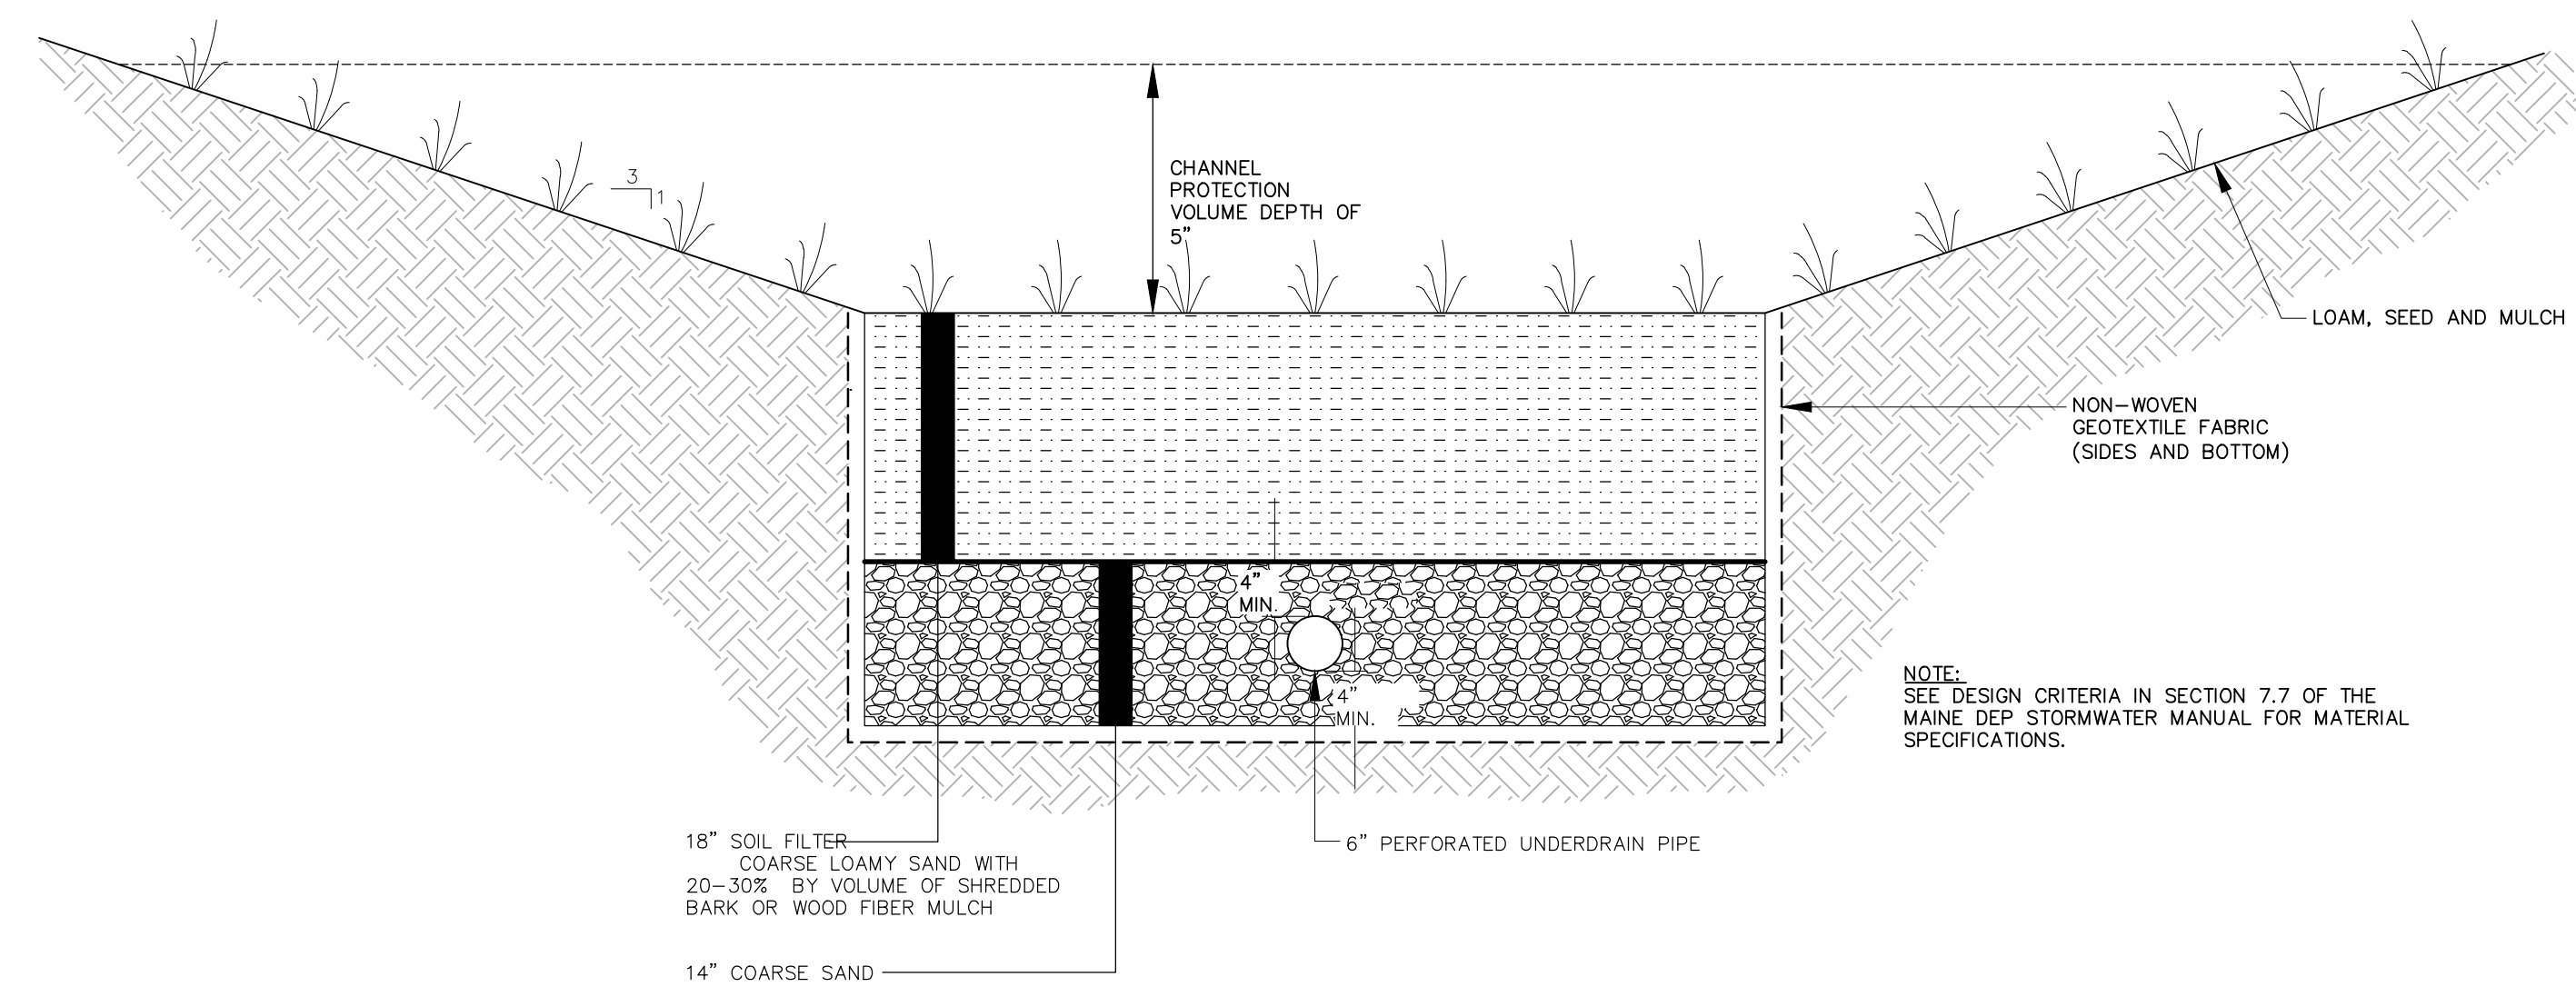 3
1
CHANNEL
PROTECTION
VOLUME DEPTH OF
5"
LOAM, SEED AND MULCH
NON-WOVEN
GEOTEXTILE FABRIC
(SIDES AND BOTTOM)
4"
MIN.
4"
MIN.
NOTE:
SEE DESIGN CRITERIA IN SECTION 7.7 OF THE
MAINE DEP STORMWATER MANUAL FOR MATERIAL
SPECIFICATIONS.
18" SOIL FILTER
COARSE LOAMY SAND WITH
20-30% BY VOLUME OF SHREDDED
BARK OR WOOD FIBER MULCH
6" PERFORATED UNDERDRAIN PIPE
14" COARSE SAND